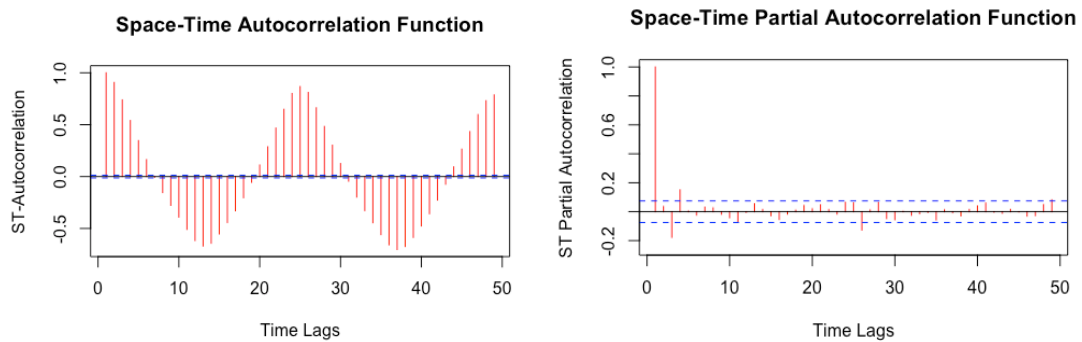 Space-Time Autocorrelation Function
ST-Autocorrelation
1.0
0.5
0.0
-0.5
0 10 20 30 40 50
Time Lags
Space-Time Partial Autocorrelation Function
ST Partial Autocorrelation
1.0
0.6
0.2
-0.2
0 10 20 30 40 50
Time Lags